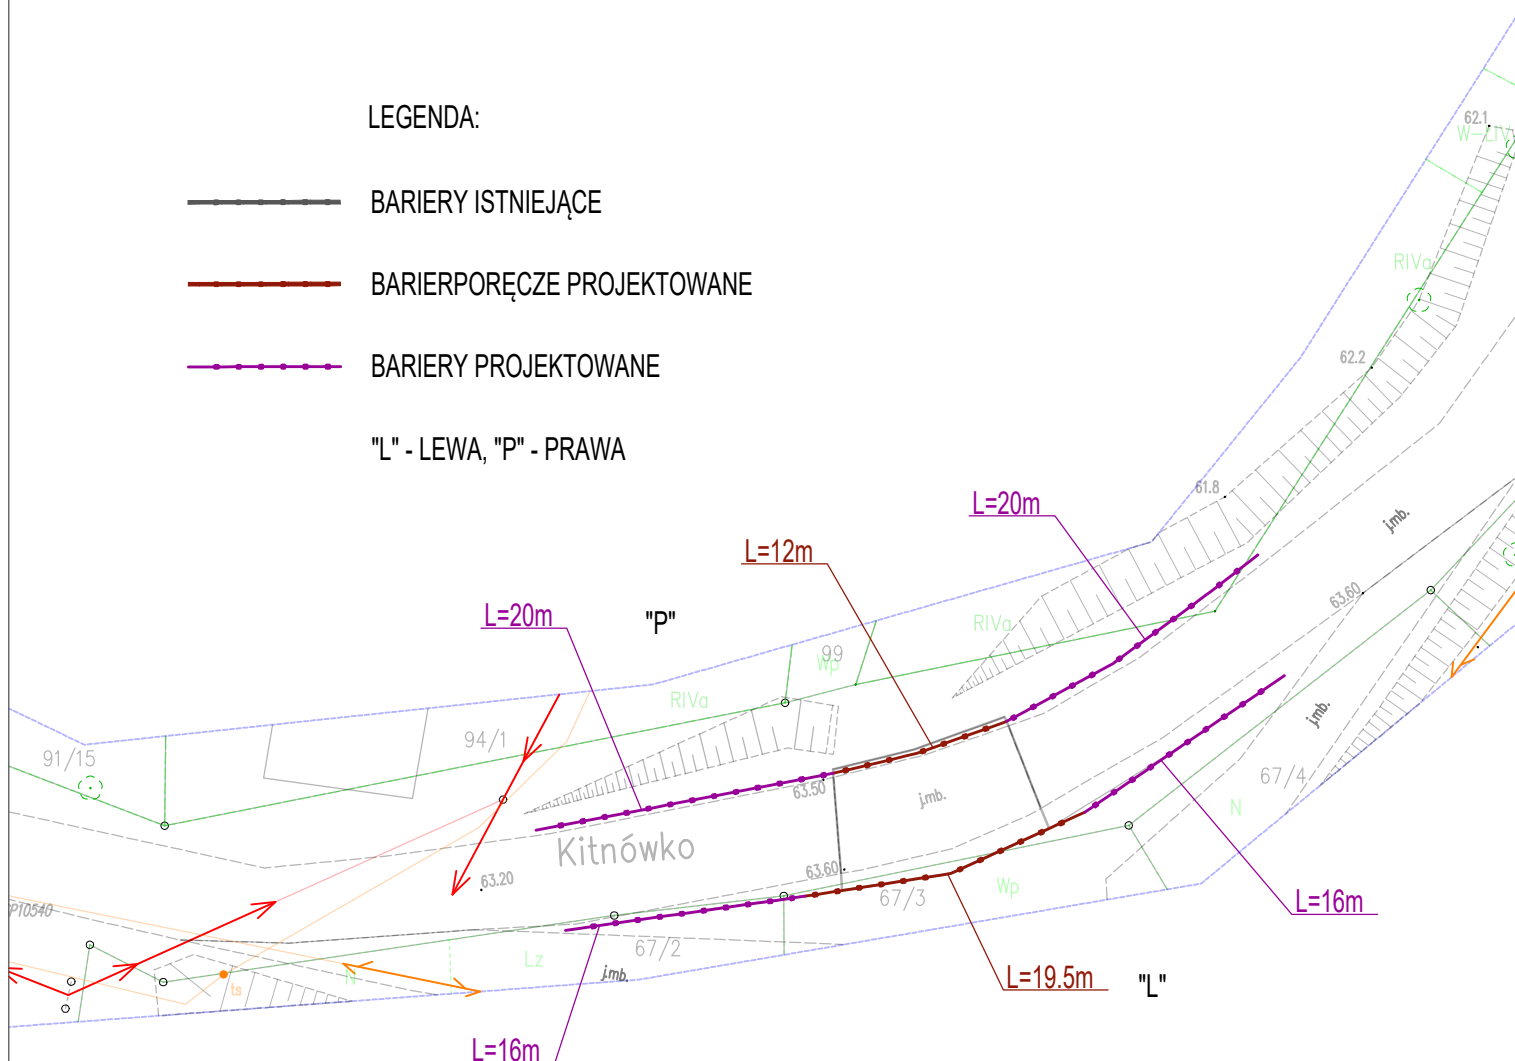 LEGENDA:
BARIERY ISTNIEJĄCE
BARIERPORĘCZE PROJEKTOWANE
BARIERY PROJEKTOWANE
"L" - LEWA, "P" - PRAWA
62.1
RIVa
62.2
61.8
L=20m
j.mb.
L=12m
63.60
L=20m
"P"
RIVa
99
Wp
RIVa
94/1
91/15
j.mb.
67/4
63.50
j.mb.
N
Kitnówko
63.20
63.60
67/3
Wp
L=16m
67/2
Lz
j.mb.
N
ts
L=19.5m
"L"
L=16m